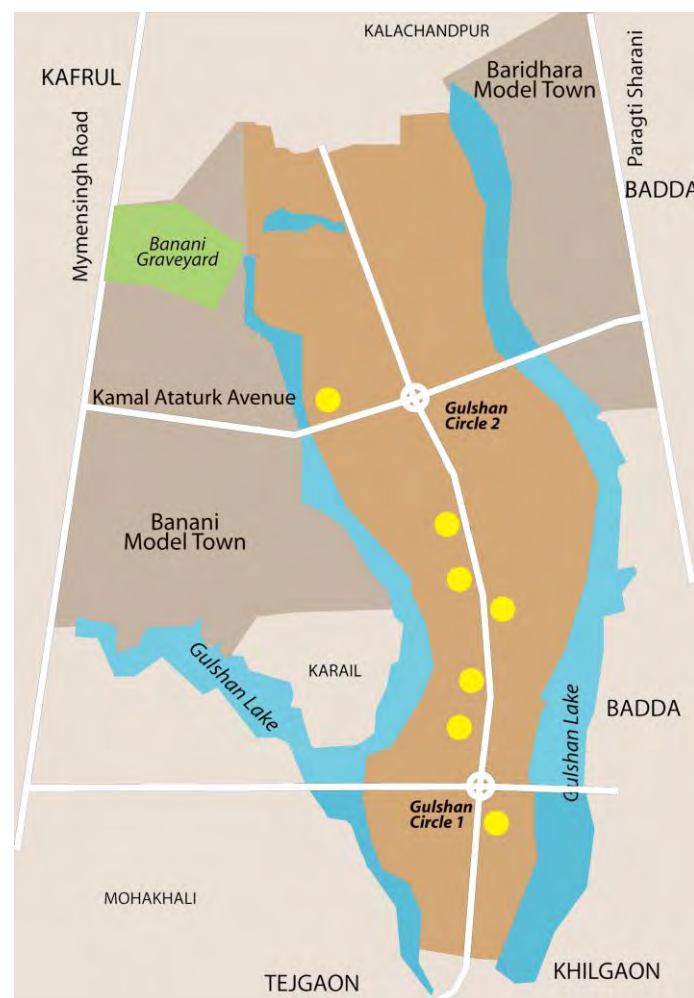 KALACHANDPUR
KAFRUL
Baridhara
Model Town
Paragti Sharani
Mymensingh Road
BADDA
Banani
Graveyard
Kamal Ataturk Avenue
Gulshan
Circle 2
Banani
Model Town
Gulshan Lake
KARAIL
Gulshan Lake
BADDA
Gulshan
Circle 1
MOHAKHALI
TEJGAON
KHILGAON